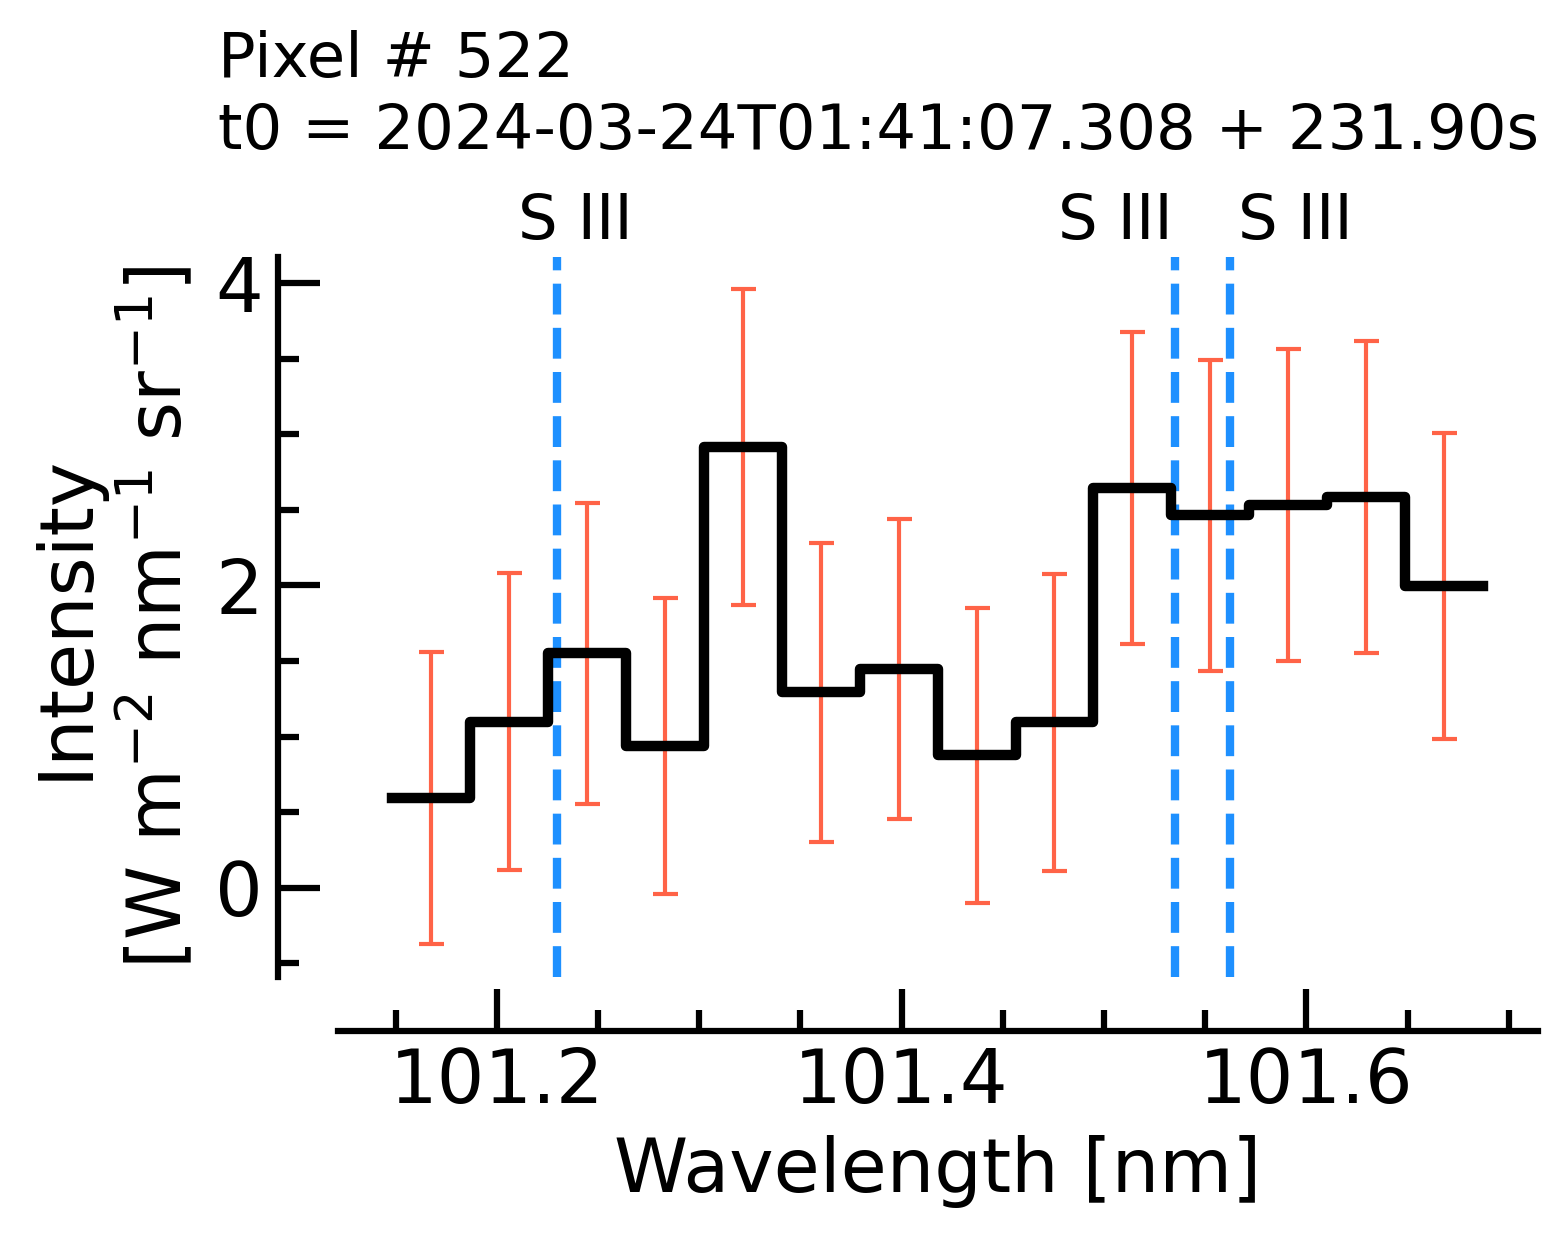 Pixel # 522
t0 = 2024-03-24T01:41:07.308 + 231.90s
S III S III S III
Intensity
[W m⁻² nm⁻¹ sr⁻¹]
4
2
0
101.2 101.4 101.6
Wavelength [nm]